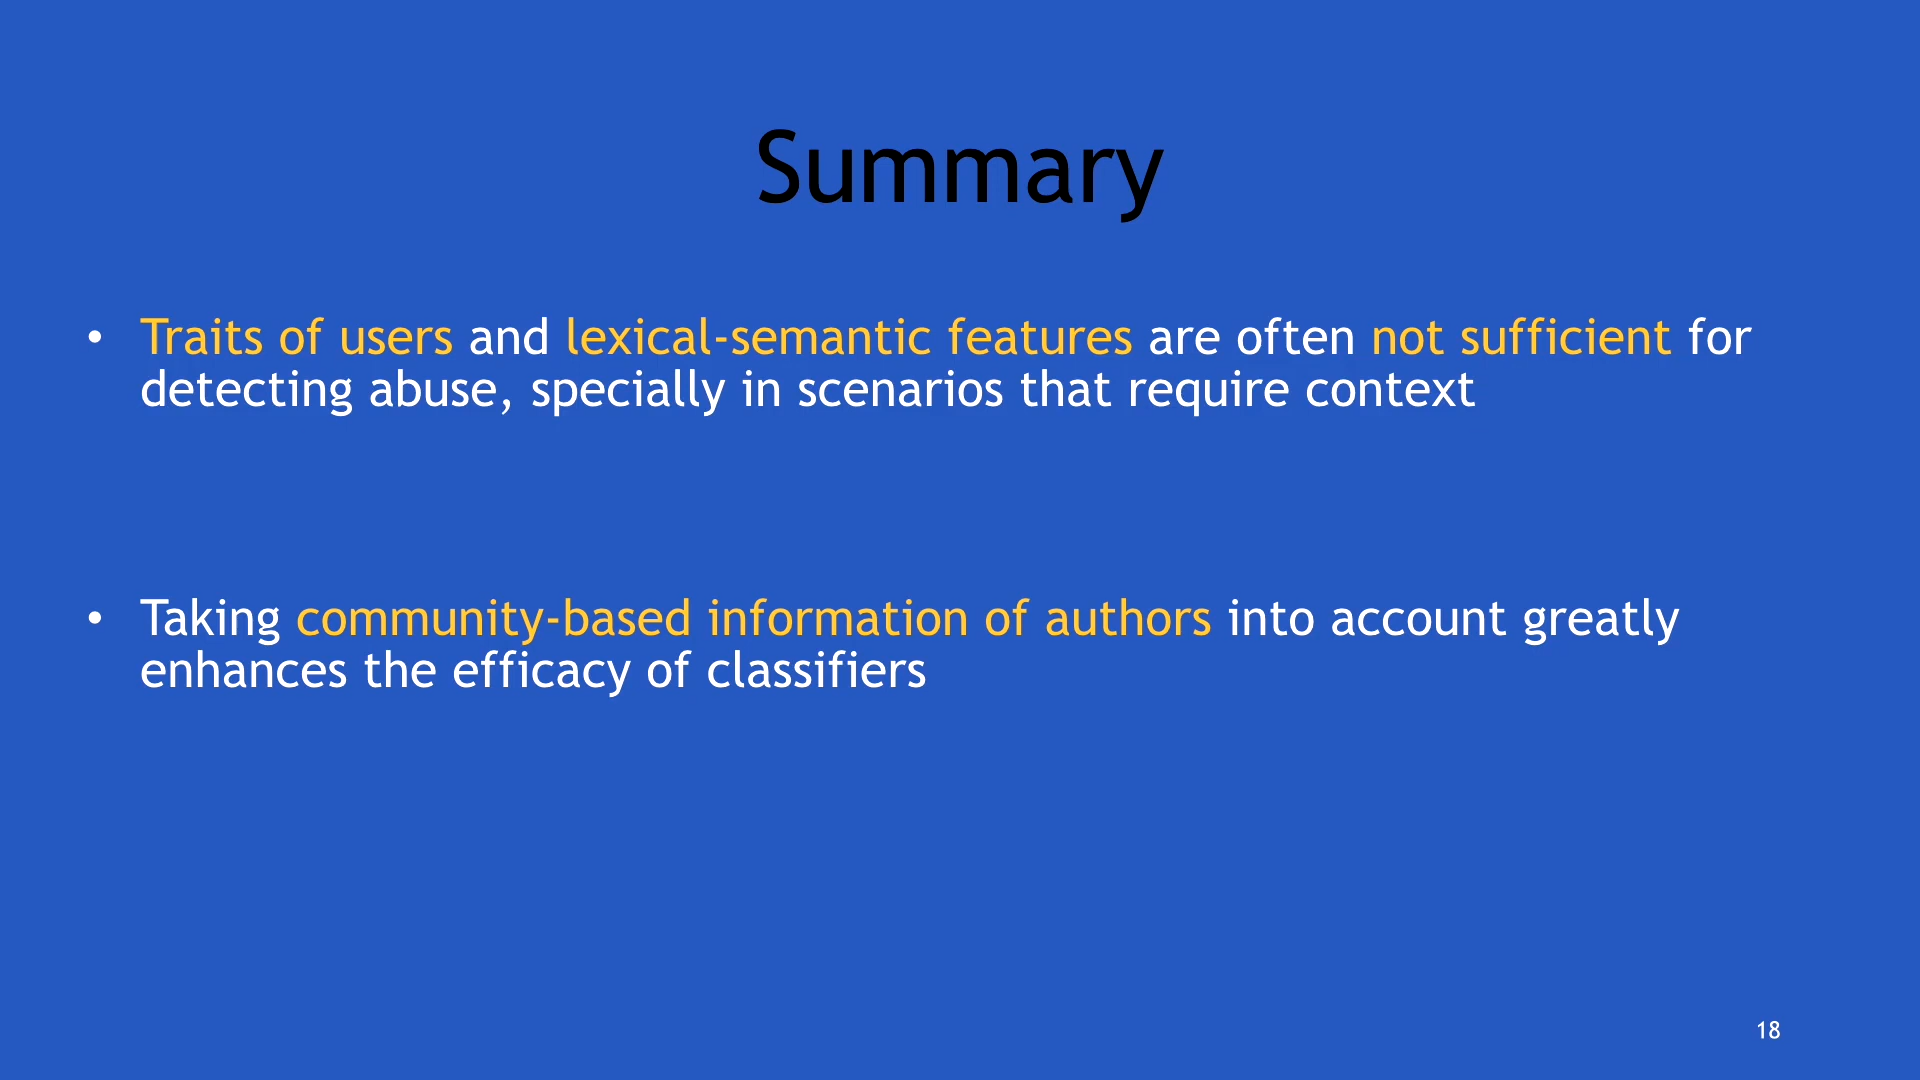 Summary
• Traits of users and lexical-semantic features are often not sufficient for
detecting abuse, specially in scenarios that require context
• Taking community-based information of authors into account greatly
enhances the efficacy of classifiers
18